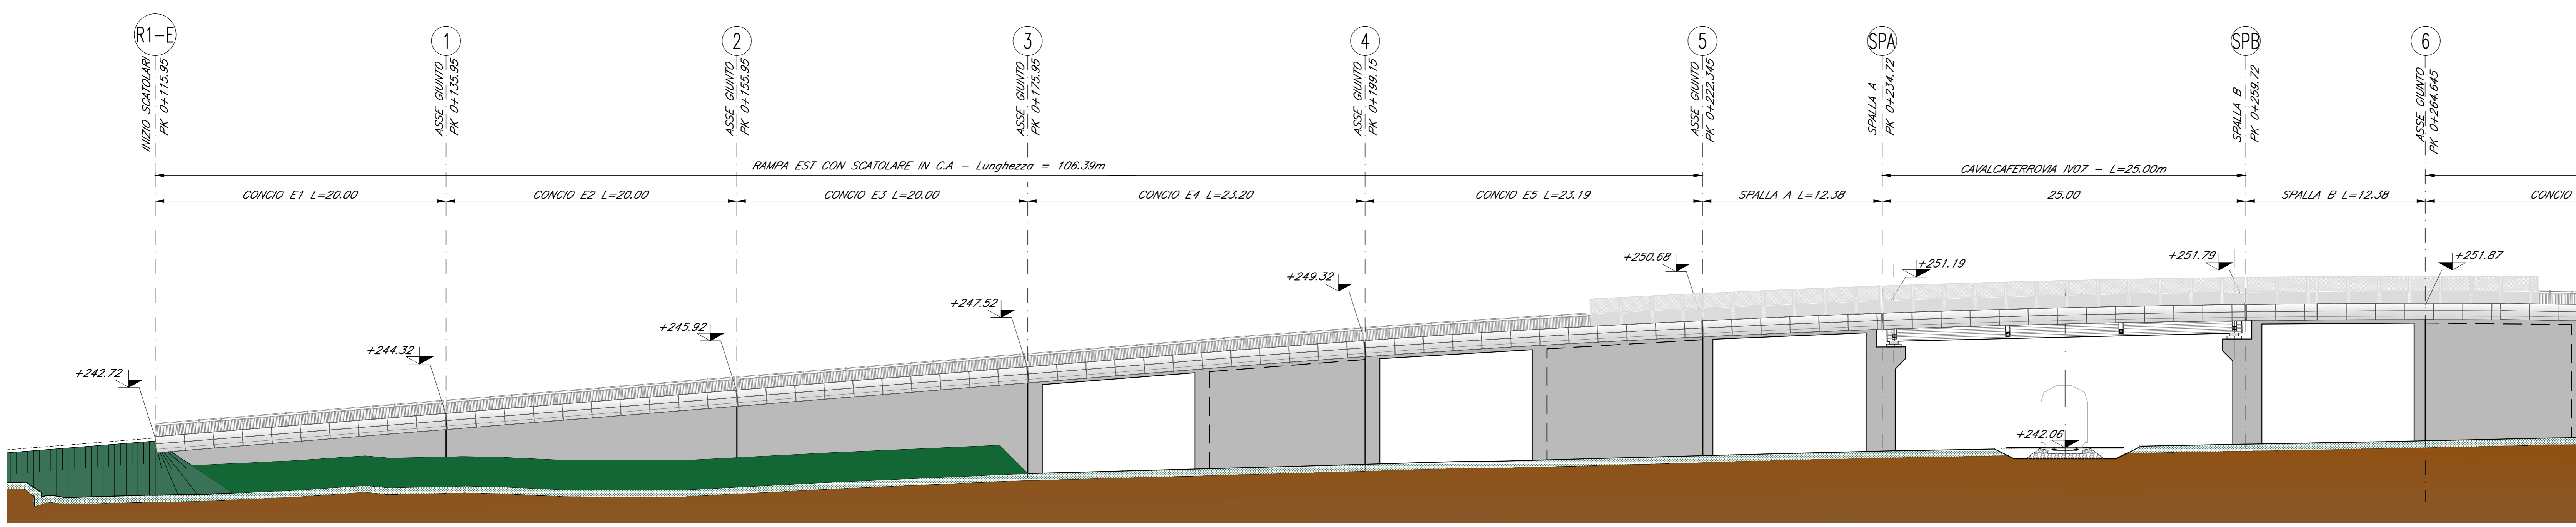 R1-E
1
2
3
4
5
SPA
SPB
6
INIZIO SCATOLARI
PK 0+115.95
ASSE GIUNTO
PK 0+135.95
ASSE GIUNTO
PK 0+155.95
ASSE GIUNTO
PK 0+175.95
ASSE GIUNTO
PK 0+199.15
ASSE GIUNTO
PK 0+222.345
SPALLA A
PK 0+234.72
SPALLA B
PK 0+259.72
ASSE GIUNTO
PK 0+264.645
RAMPA EST CON SCATOLARE IN C.A - Lunghezza = 106.39m
CAVALCAFERROVIA IV07 - L=25.00m
CONCIO E1 L=20.00
CONCIO E2 L=20.00
CONCIO E3 L=20.00
CONCIO E4 L=23.20
CONCIO E5 L=23.19
SPALLA A L=12.38
25.00
SPALLA B L=12.38
CONCIO
+242.72
+244.32
+245.92
+247.52
+249.32
+250.68
+251.19
+251.79
+251.87
+242.06